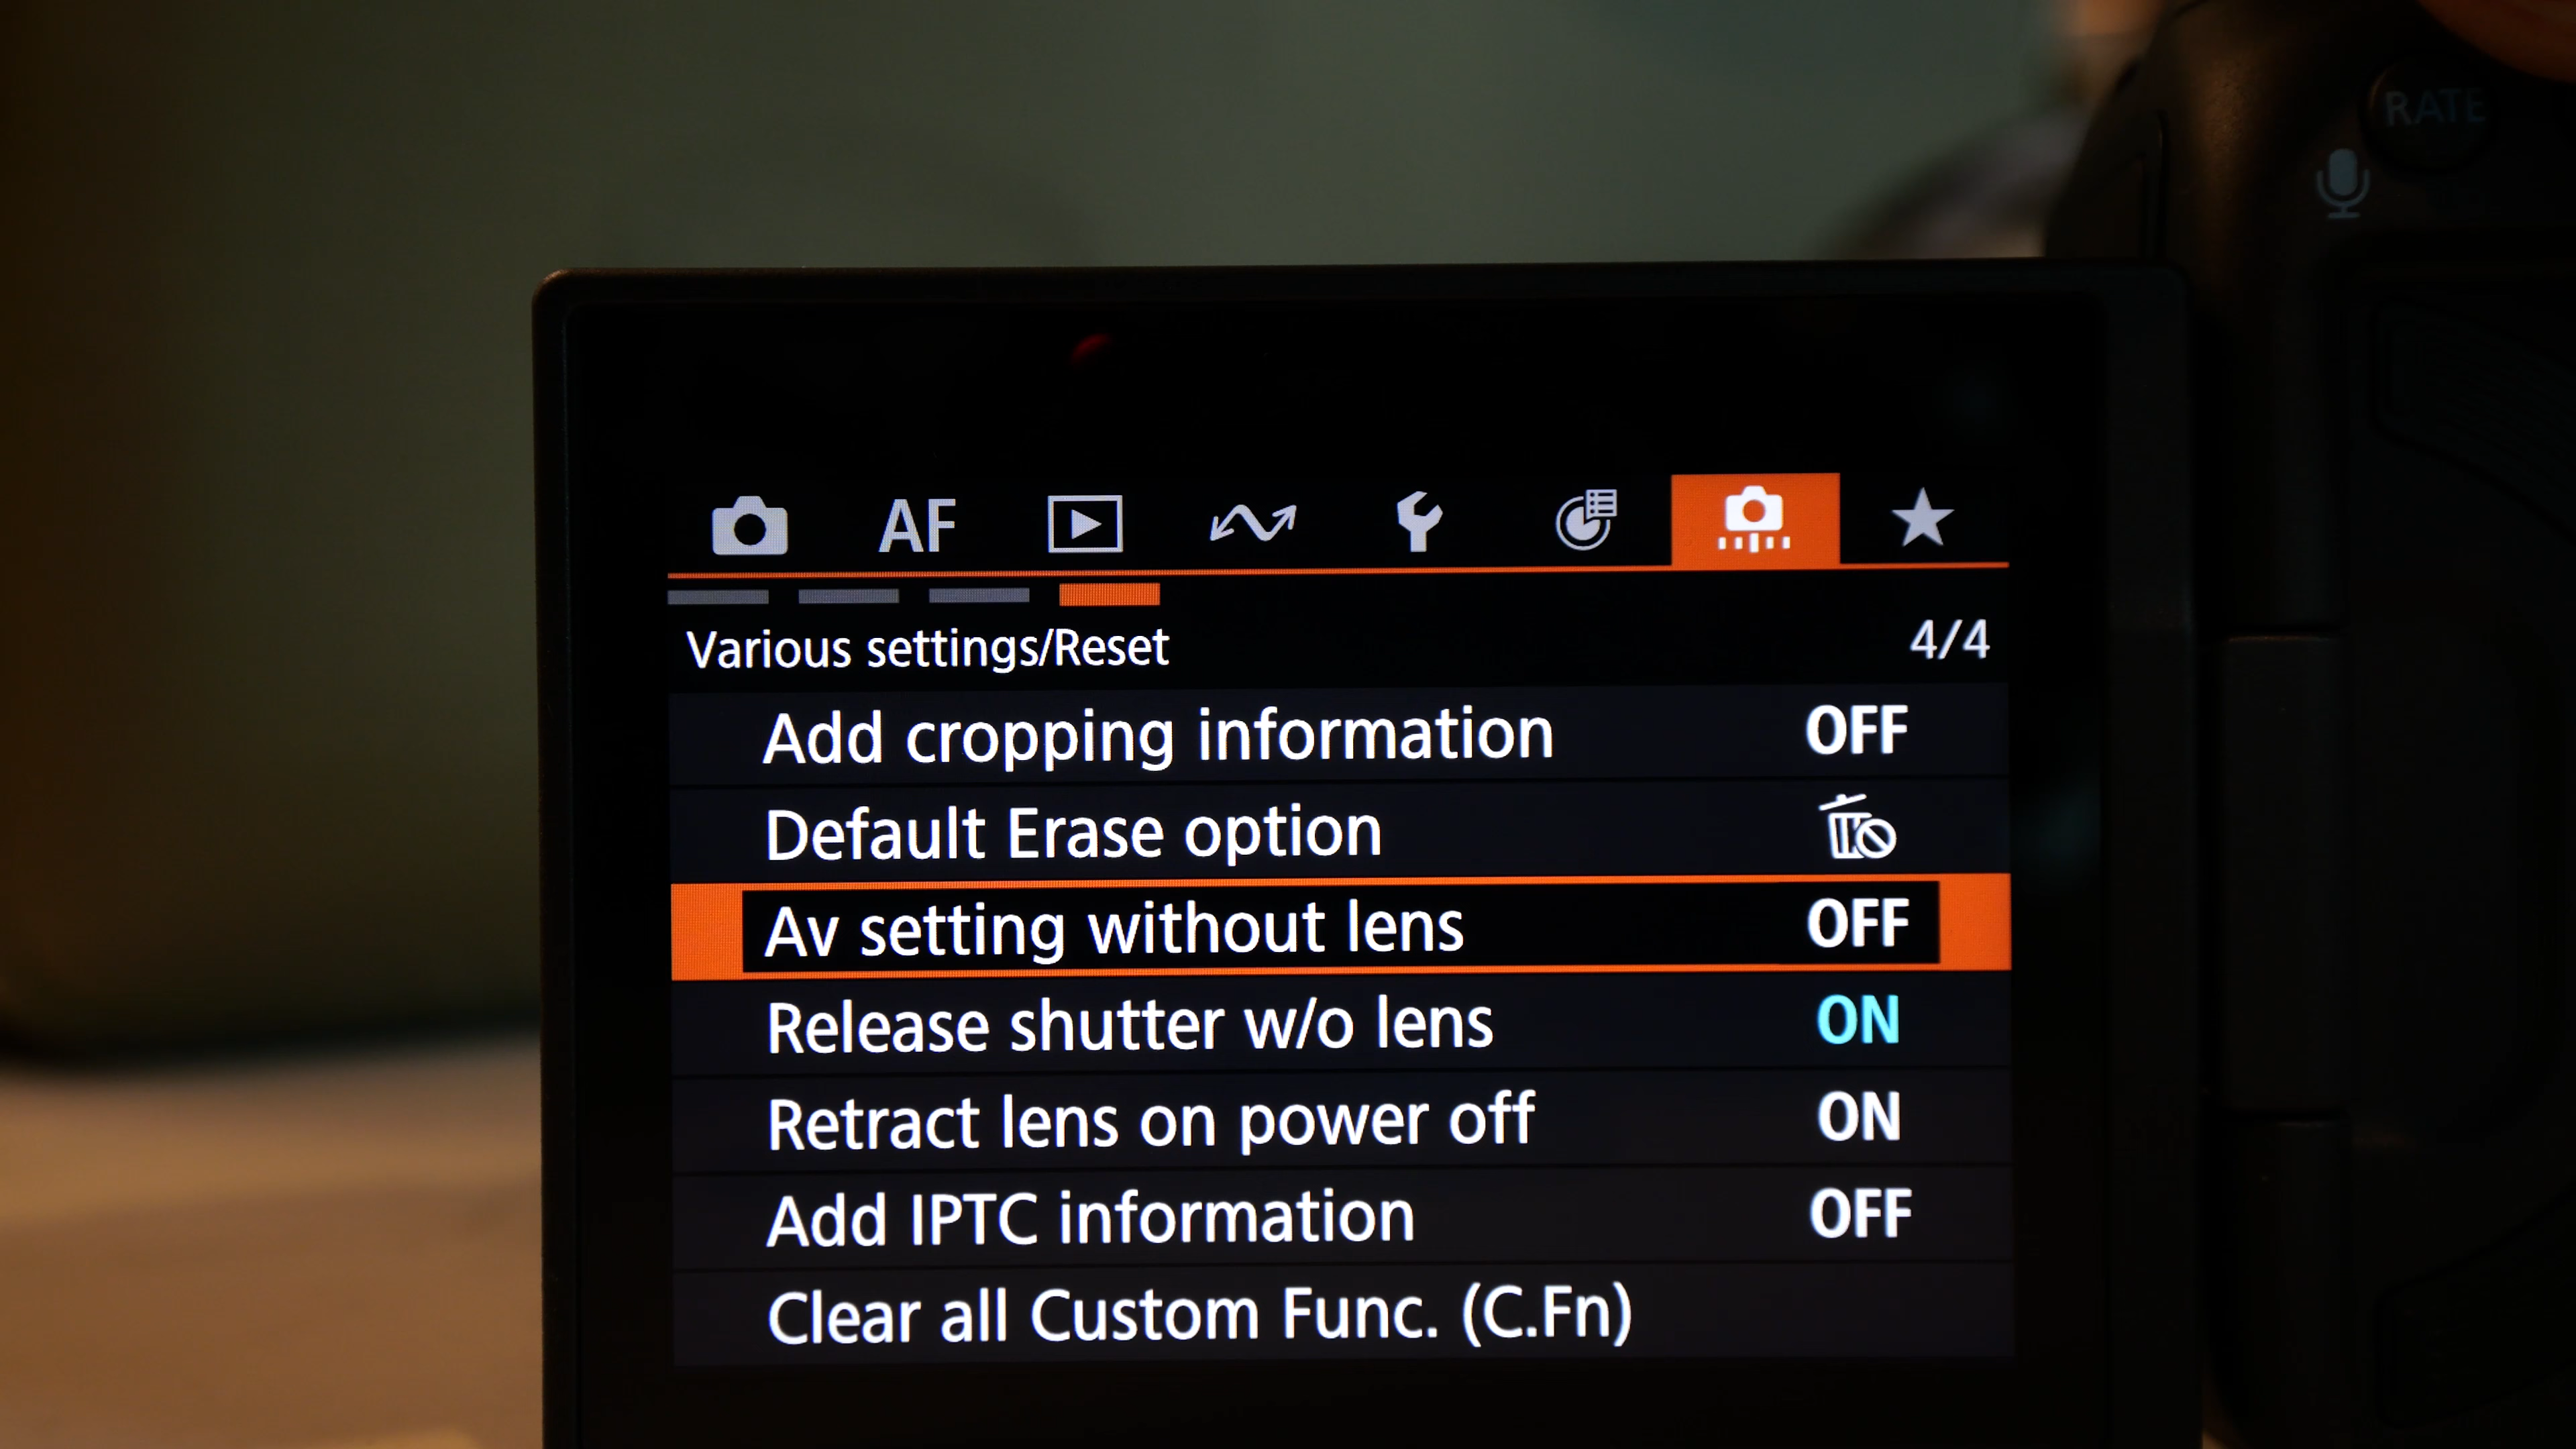 RATE
AF
Various settings/Reset 4/4
Add cropping information OFF
Default Erase option
Av setting without lens OFF
Release shutter w/o lens ON
Retract lens on power off ON
Add IPTC information OFF
Clear all Custom Func. (C.Fn)